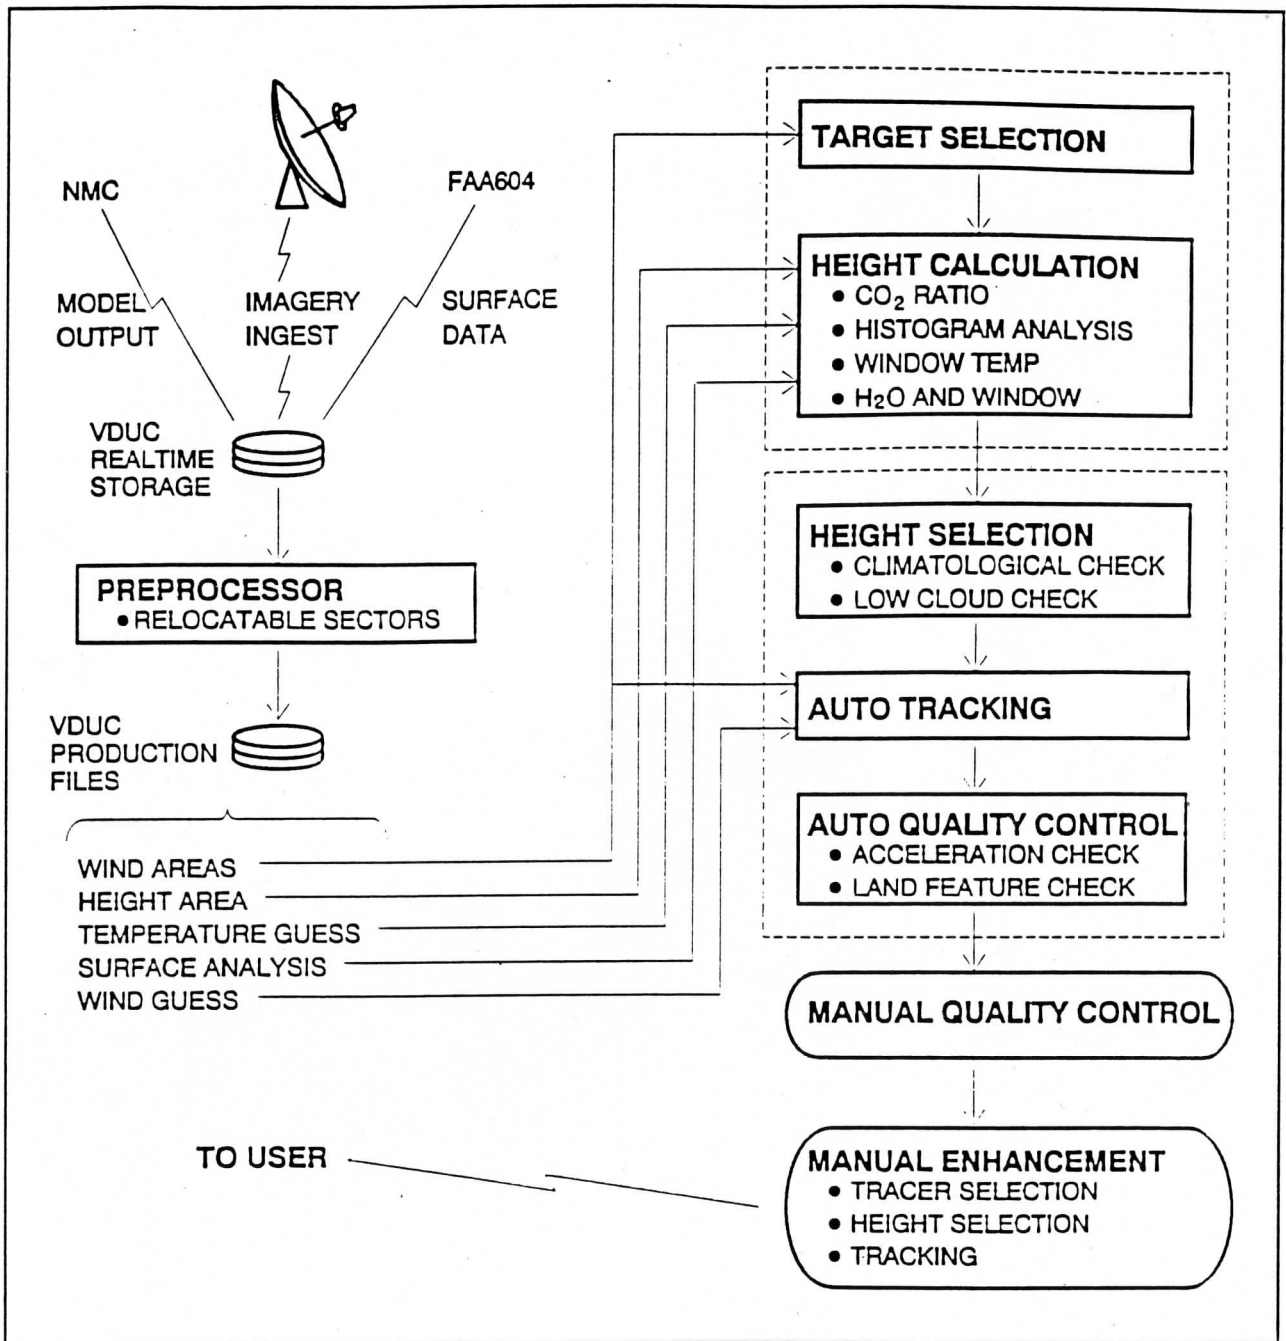 NMC
FAA604
MODEL
OUTPUT
IMAGERY
INGEST
SURFACE
DATA
VDUC
REALTIME
STORAGE
PREPROCESSOR
• RELOCATABLE SECTORS
VDUC
PRODUCTION
FILES
WIND AREAS
HEIGHT AREA
TEMPERATURE GUESS
SURFACE ANALYSIS
WIND GUESS
TARGET SELECTION
HEIGHT CALCULATION
• CO₂ RATIO
• HISTOGRAM ANALYSIS
• WINDOW TEMP
• H₂O AND WINDOW
HEIGHT SELECTION
• CLIMATOLOGICAL CHECK
• LOW CLOUD CHECK
AUTO TRACKING
AUTO QUALITY CONTROL
• ACCELERATION CHECK
• LAND FEATURE CHECK
MANUAL QUALITY CONTROL
MANUAL ENHANCEMENT
• TRACER SELECTION
• HEIGHT SELECTION
• TRACKING
TO USER